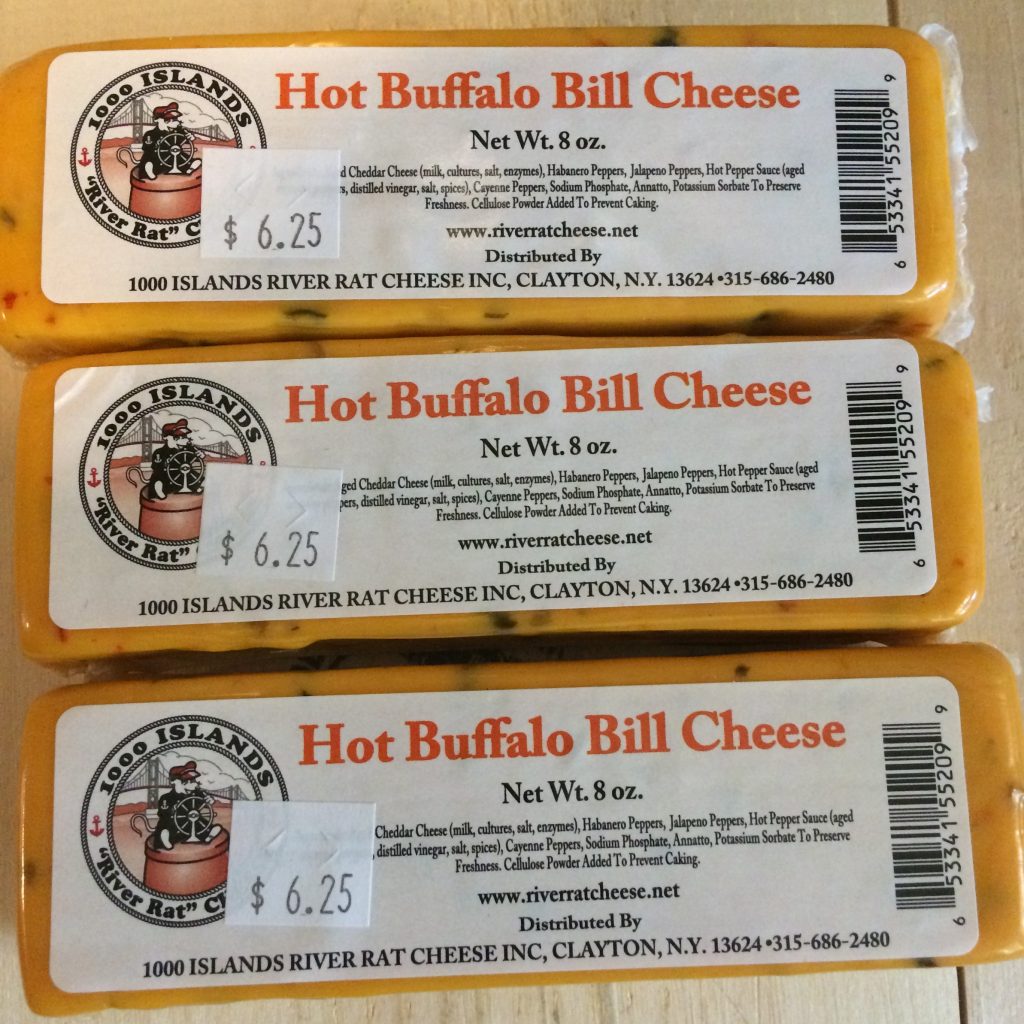 1000 ISLANDS
"River Rat"
Hot Buffalo Bill Cheese
Net Wt. 8 oz.
d Cheddar Cheese (milk, cultures, salt, enzymes), Habanero Peppers, Jalapeno Peppers, Hot Pepper Sauce (aged
rs, distilled vinegar, salt, spices), Cayenne Peppers, Sodium Phosphate, Annatto, Potassium Sorbate To Preserve
Freshness. Cellulose Powder Added To Prevent Caking.
$ 6.25
www.riverratcheese.net
Distributed By
1000 ISLANDS RIVER RAT CHEESE INC, CLAYTON, N.Y. 13624 •315-686-2480
6 53341 55209 9
1000 ISLANDS
"River Rat"
Hot Buffalo Bill Cheese
Net Wt. 8 oz.
ged Cheddar Cheese (milk, cultures, salt, enzymes), Habanero Peppers, Jalapeno Peppers, Hot Pepper Sauce (aged
pers, distilled vinegar, salt, spices), Cayenne Peppers, Sodium Phosphate, Annatto, Potassium Sorbate To Preserve
Freshness. Cellulose Powder Added To Prevent Caking.
$ 6.25
www.riverratcheese.net
Distributed By
1000 ISLANDS RIVER RAT CHEESE INC, CLAYTON, N.Y. 13624 •315-686-2480
6 53341 55209 9
1000 ISLANDS
"River Rat" Ch
Hot Buffalo Bill Cheese
Net Wt. 8 oz.
Cheddar Cheese (milk, cultures, salt, enzymes), Habanero Peppers, Jalapeno Peppers, Hot Pepper Sauce (aged
, distilled vinegar, salt, spices), Cayenne Peppers, Sodium Phosphate, Annatto, Potassium Sorbate To Preserve
Freshness. Cellulose Powder Added To Prevent Caking.
$ 6.25
www.riverratcheese.net
Distributed By
1000 ISLANDS RIVER RAT CHEESE INC, CLAYTON, N.Y. 13624 •315-686-2480
6 53341 55209 9